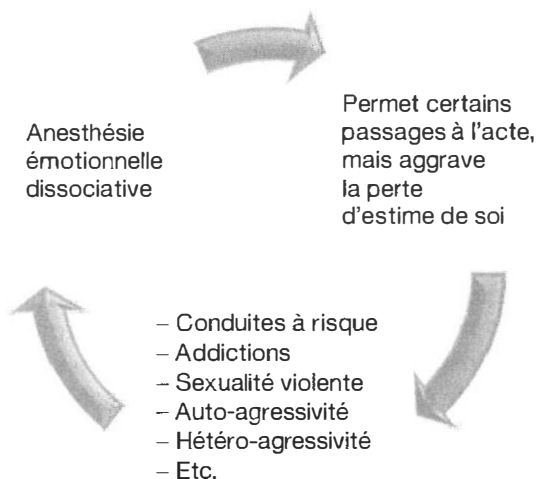 Anesthésie
émotionnelle
dissociative
Permet certains
passages à l'acte,
mais aggrave
la perte
d'estime de soi
– Conduites à risque
– Addictions
– Sexualité violente
– Auto-agressivité
– Hétéro-agressivité
– Etc.